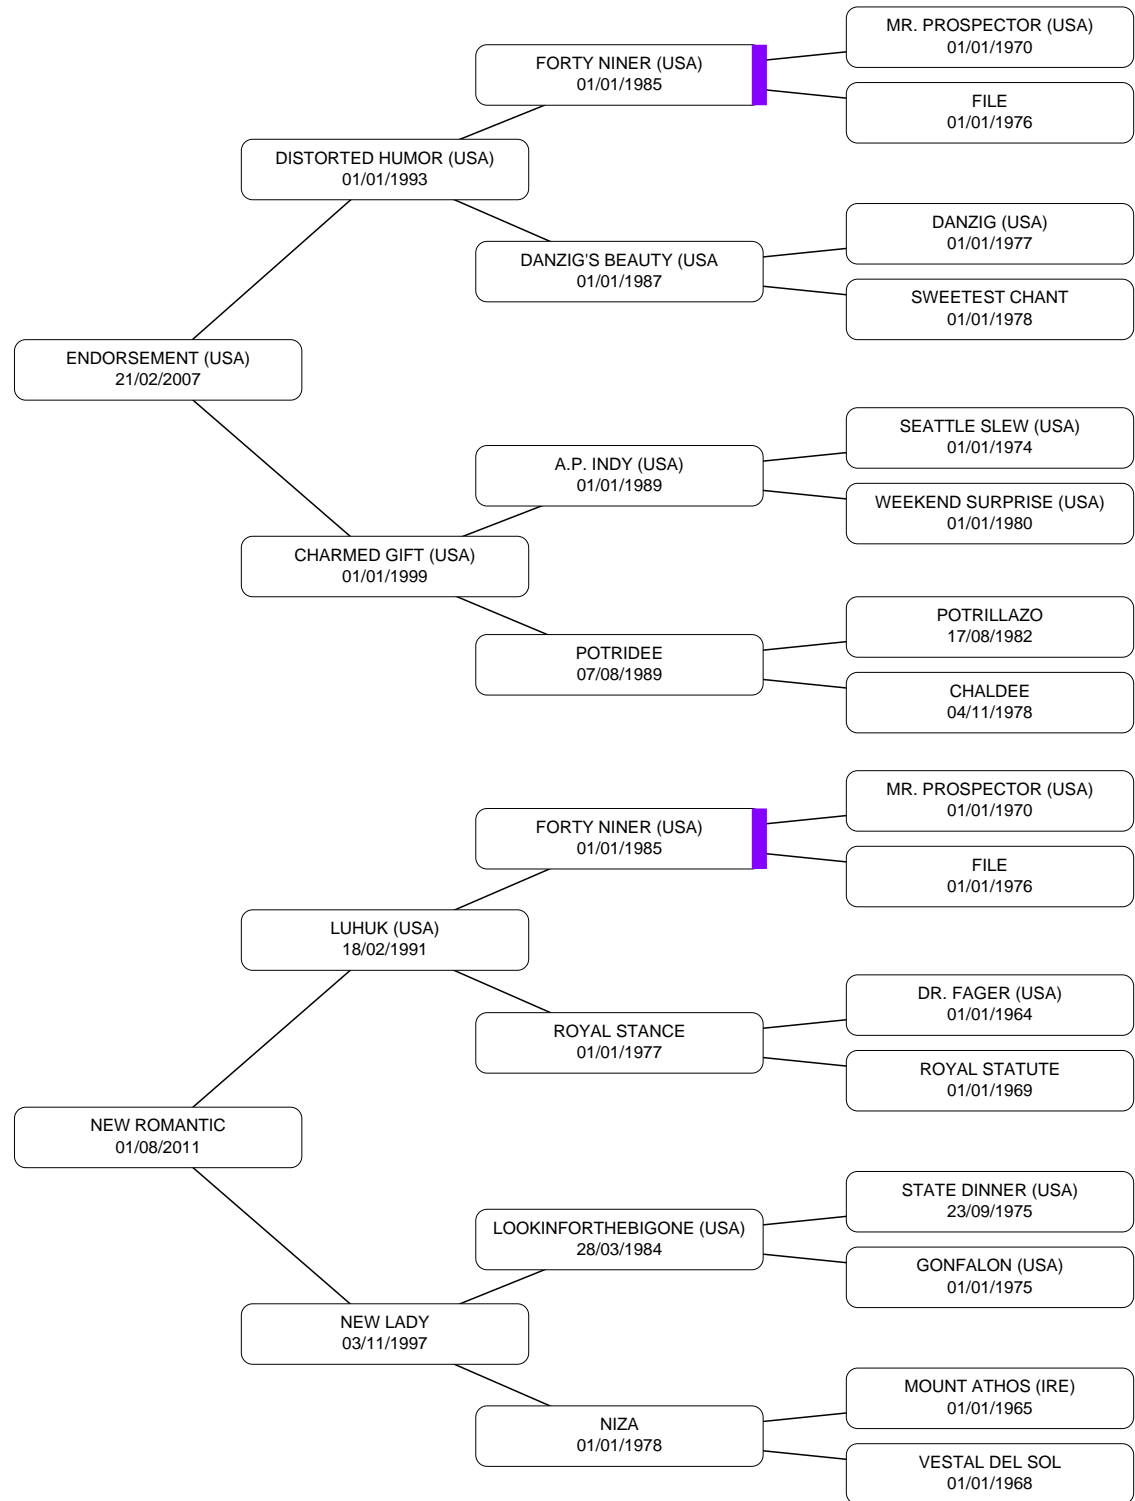 MR. PROSPECTOR (USA)
01/01/1970
FORTY NINER (USA)
01/01/1985
FILE
01/01/1976
DISTORTED HUMOR (USA)
01/01/1993
DANZIG (USA)
01/01/1977
DANZIG'S BEAUTY (USA
01/01/1987
SWEETEST CHANT
01/01/1978
ENDORSEMENT (USA)
21/02/2007
SEATTLE SLEW (USA)
01/01/1974
A.P. INDY (USA)
01/01/1989
WEEKEND SURPRISE (USA)
01/01/1980
CHARMED GIFT (USA)
01/01/1999
POTRILLAZO
17/08/1982
POTRIDEE
07/08/1989
CHALDEE
04/11/1978
MR. PROSPECTOR (USA)
01/01/1970
FORTY NINER (USA)
01/01/1985
FILE
01/01/1976
LUHUK (USA)
18/02/1991
DR. FAGER (USA)
01/01/1964
ROYAL STANCE
01/01/1977
ROYAL STATUTE
01/01/1969
NEW ROMANTIC
01/08/2011
STATE DINNER (USA)
23/09/1975
LOOKINFORTHEBIGONE (USA)
28/03/1984
GONFALON (USA)
01/01/1975
NEW LADY
03/11/1997
MOUNT ATHOS (IRE)
01/01/1965
NIZA
01/01/1978
VESTAL DEL SOL
01/01/1968